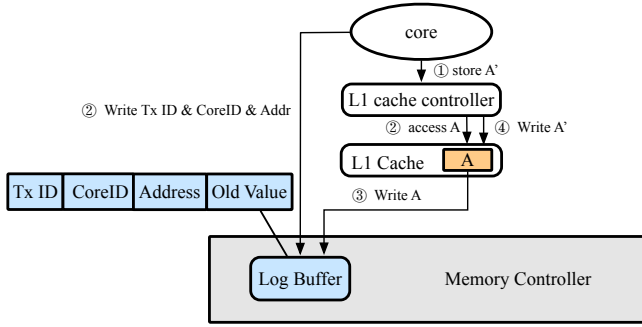 core
① store A'
L1 cache controller
② Write Tx ID & CoreID & Addr
② access A
④ Write A'
L1 Cache
A
Tx ID
CoreID
Address
Old Value
③ Write A
Log Buffer
Memory Controller